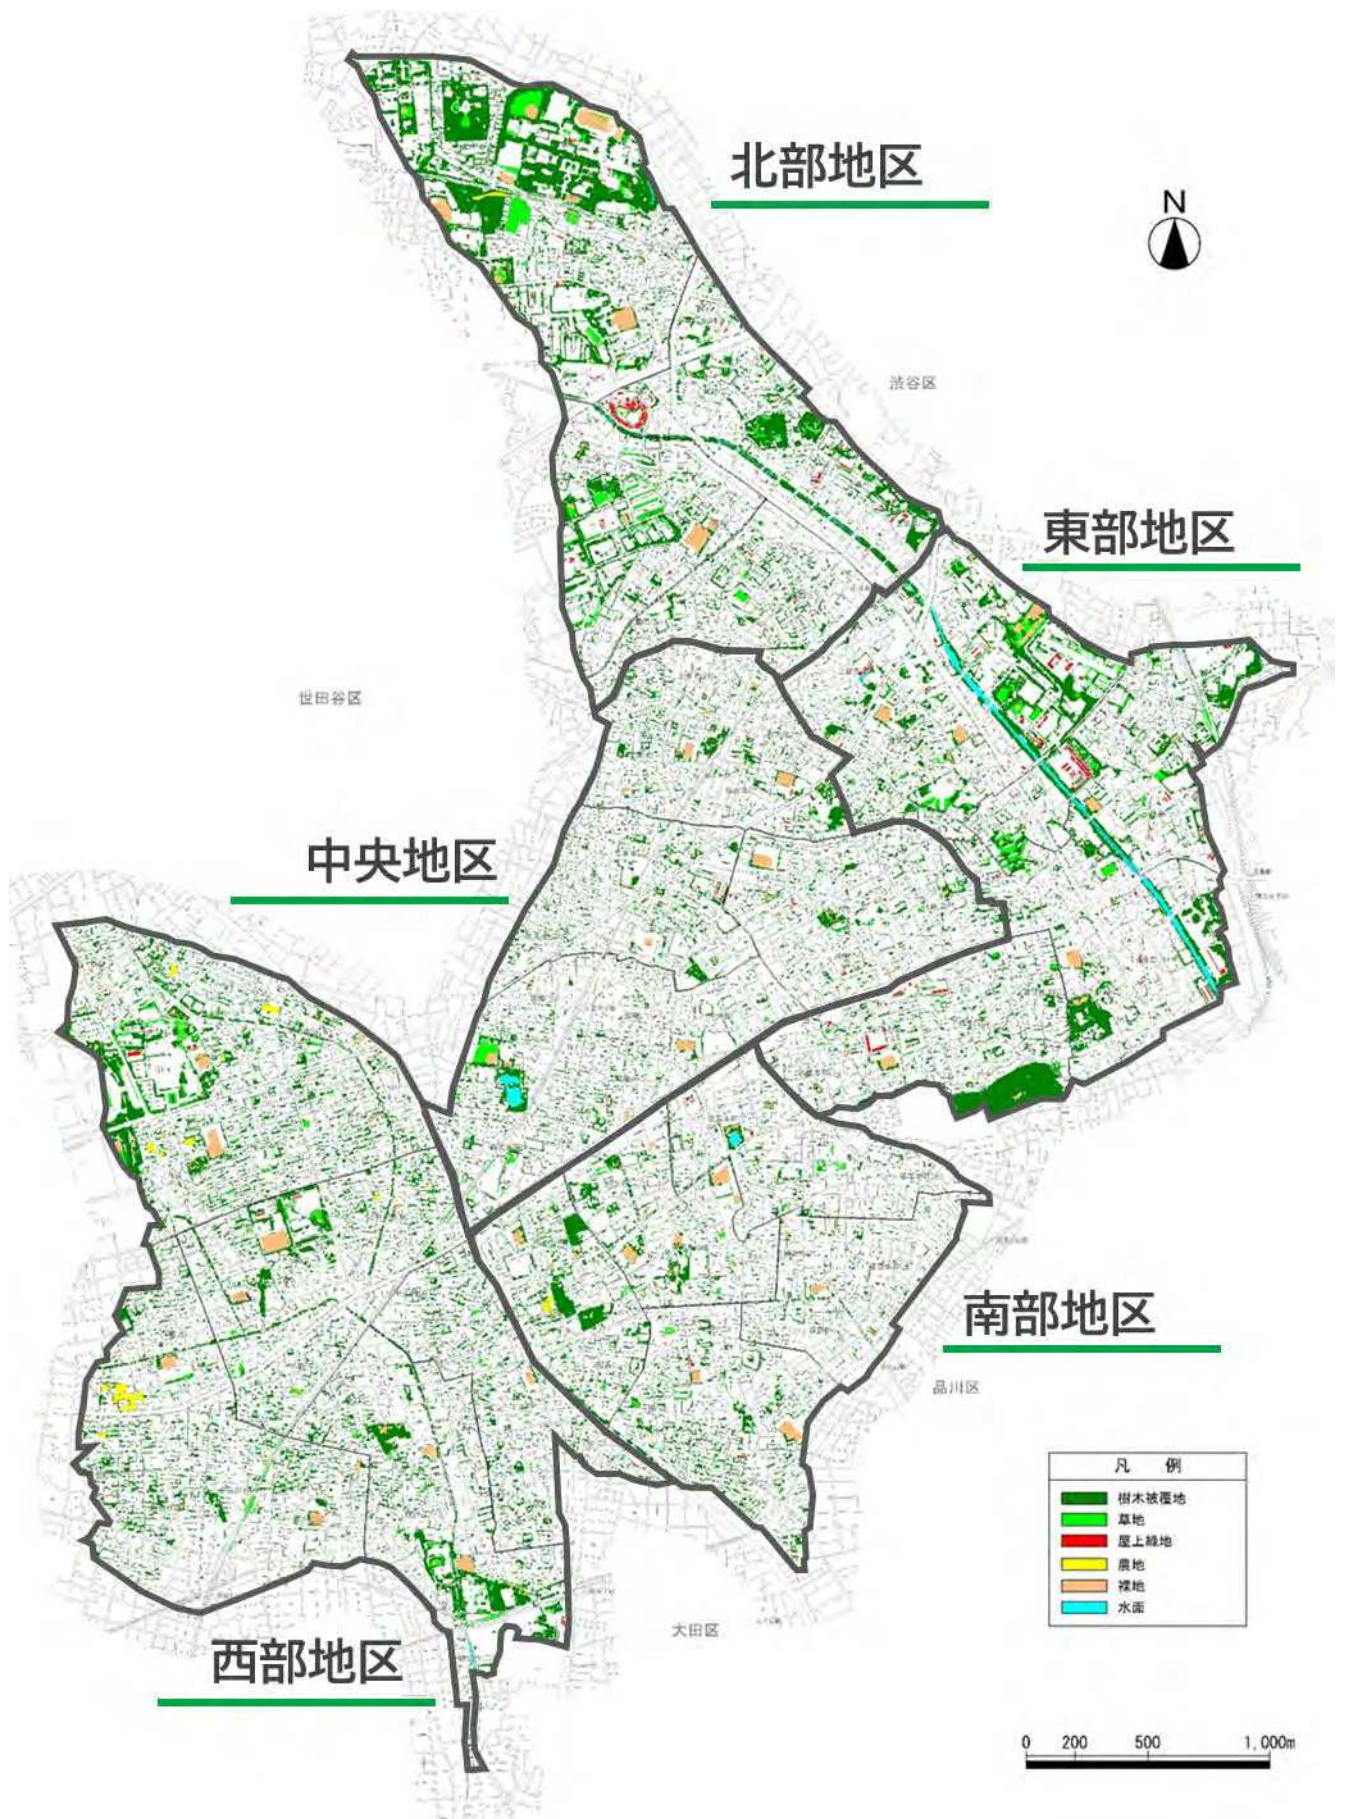 北部地区
N
渋谷区
東部地区
世田谷区
中央地区
南部地区
品川区
凡 例
樹木被覆地
草地
屋上緑地
農地
裸地
水面
大田区
西部地区
0 200 500 1,000m